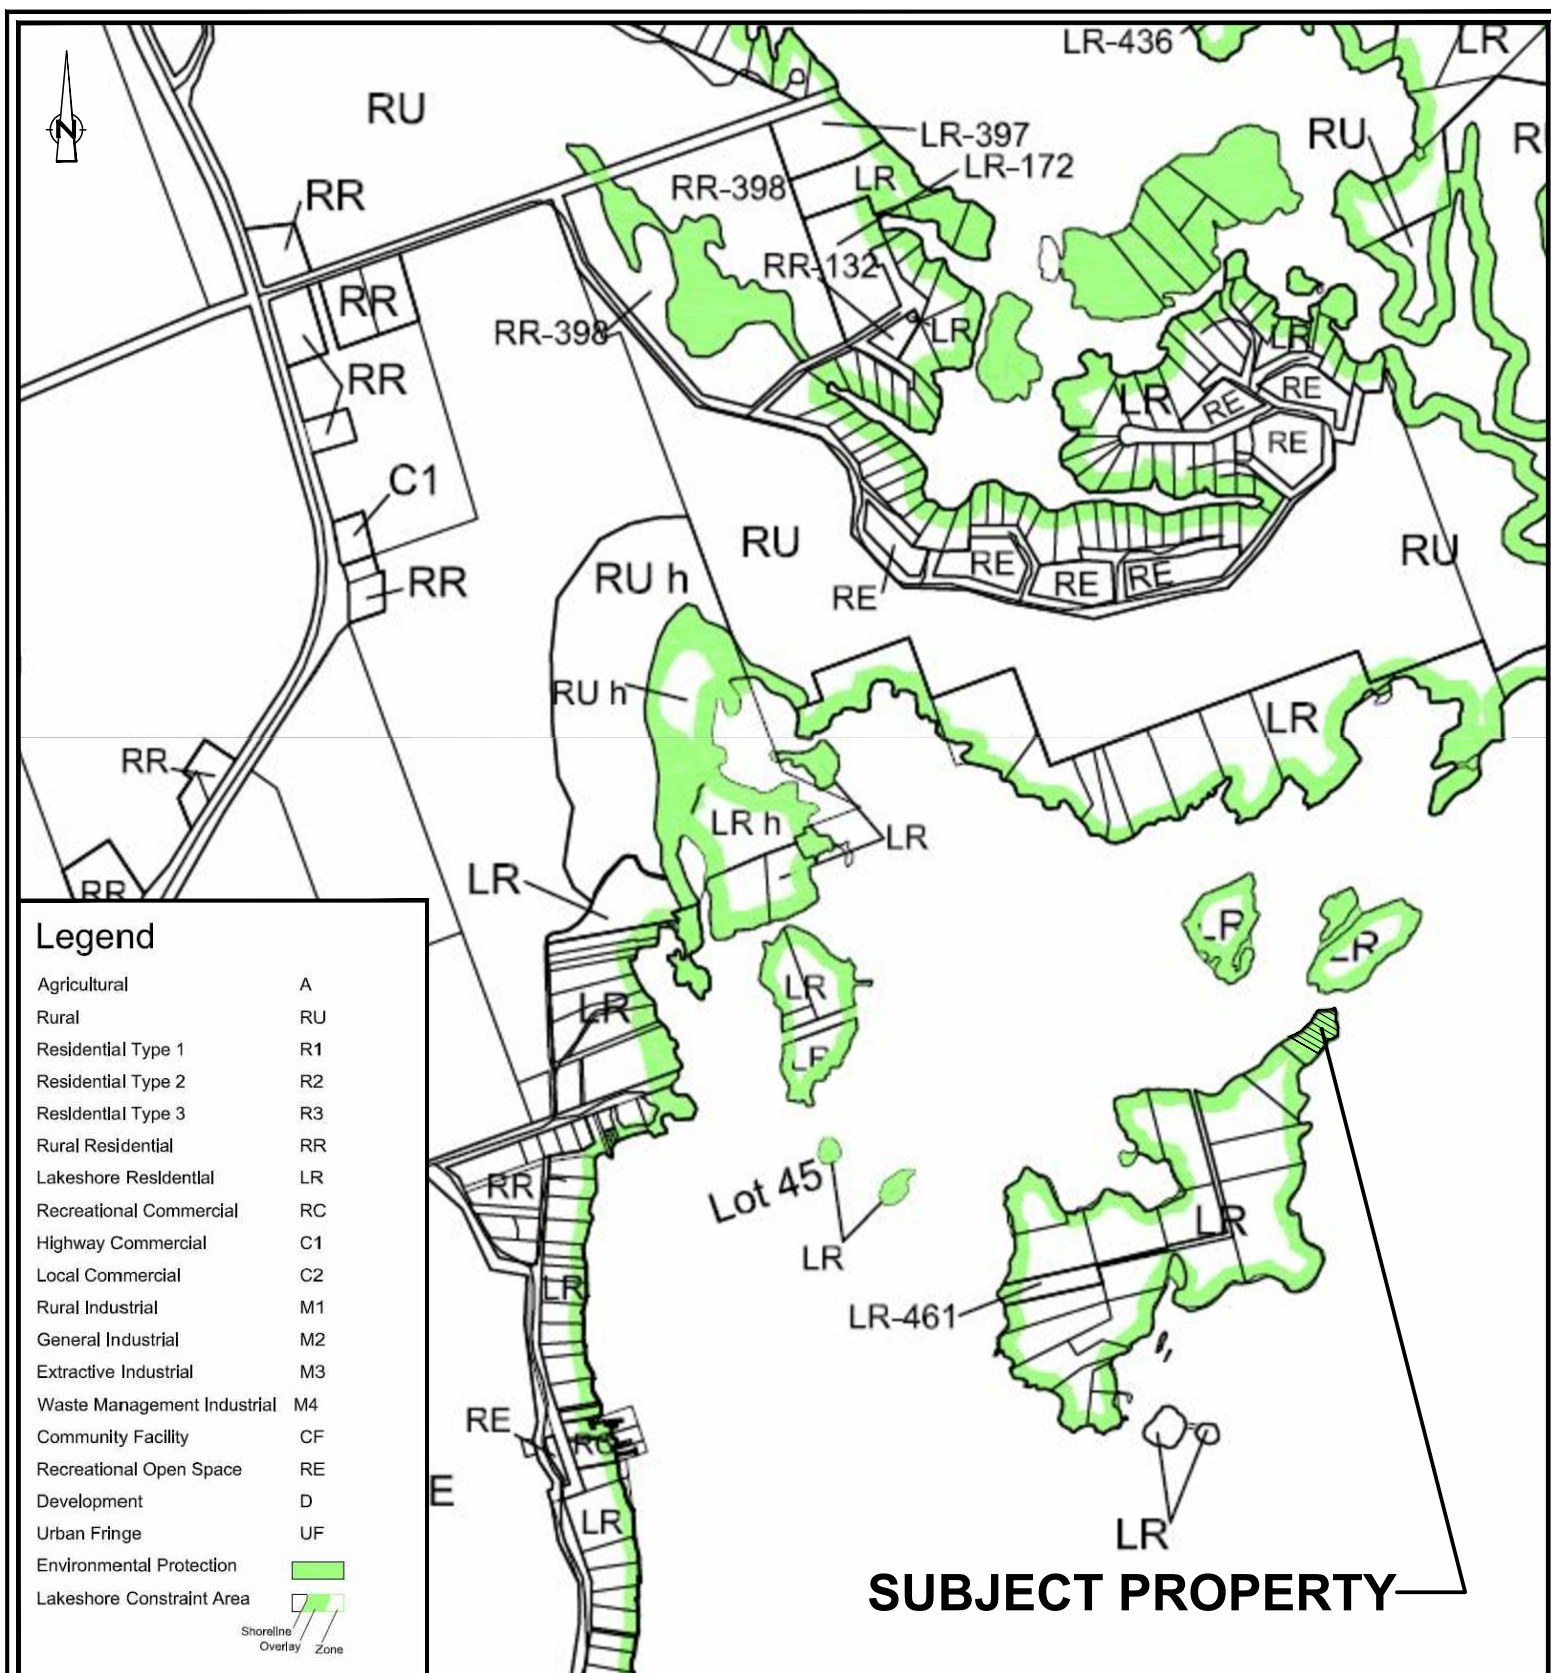 LR-436
LR
RU
N
LR-397
RU
LR-172
RR
RR-398
LR
RR-132
RR
RR-398
LR
LR
RR
LR
RE
RE
RE
C1
RU
RU
RU h
RE
RE
RE
RE
RR
RU h
LR
RR
LR h
LR
LR
RR
LR
LR
LR
LR
LR
Lot 45
RR
LR
LR
LR
LR-461
RE
LR
LR
E
SUBJECT PROPERTY
Legend
Agricultural A
Rural RU
Residential Type 1 R1
Residential Type 2 R2
Residential Type 3 R3
Rural Residential RR
Lakeshore Residential LR
Recreational Commercial RC
Highway Commercial C1
Local Commercial C2
Rural Industrial M1
General Industrial M2
Extractive Industrial M3
Waste Management Industrial M4
Community Facility CF
Recreational Open Space RE
Development D
Urban Fringe UF
Environmental Protection
Lakeshore Constraint Area
Shoreline
Overlay
Zone